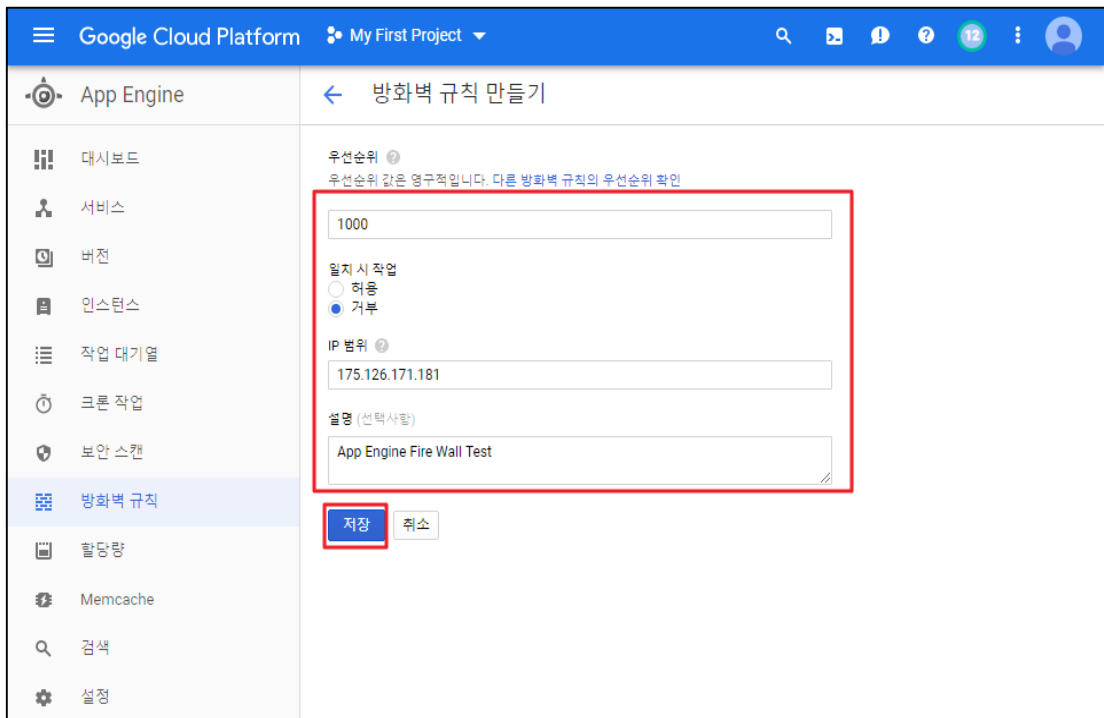 Google Cloud Platform
My First Project
12
App Engine
방화벽 규칙 만들기
대시보드
서비스
버전
인스턴스
작업 대기열
크론 작업
보안 스캔
방화벽 규칙
할당량
Memcache
검색
설정
우선순위
우선순위 값은 영구적입니다. 다른 방화벽 규칙의 우선순위 확인
1000
일치 시 작업
허용
거부
IP 범위
175.126.171.181
설명 (선택사항)
App Engine Fire Wall Test
저장 취소